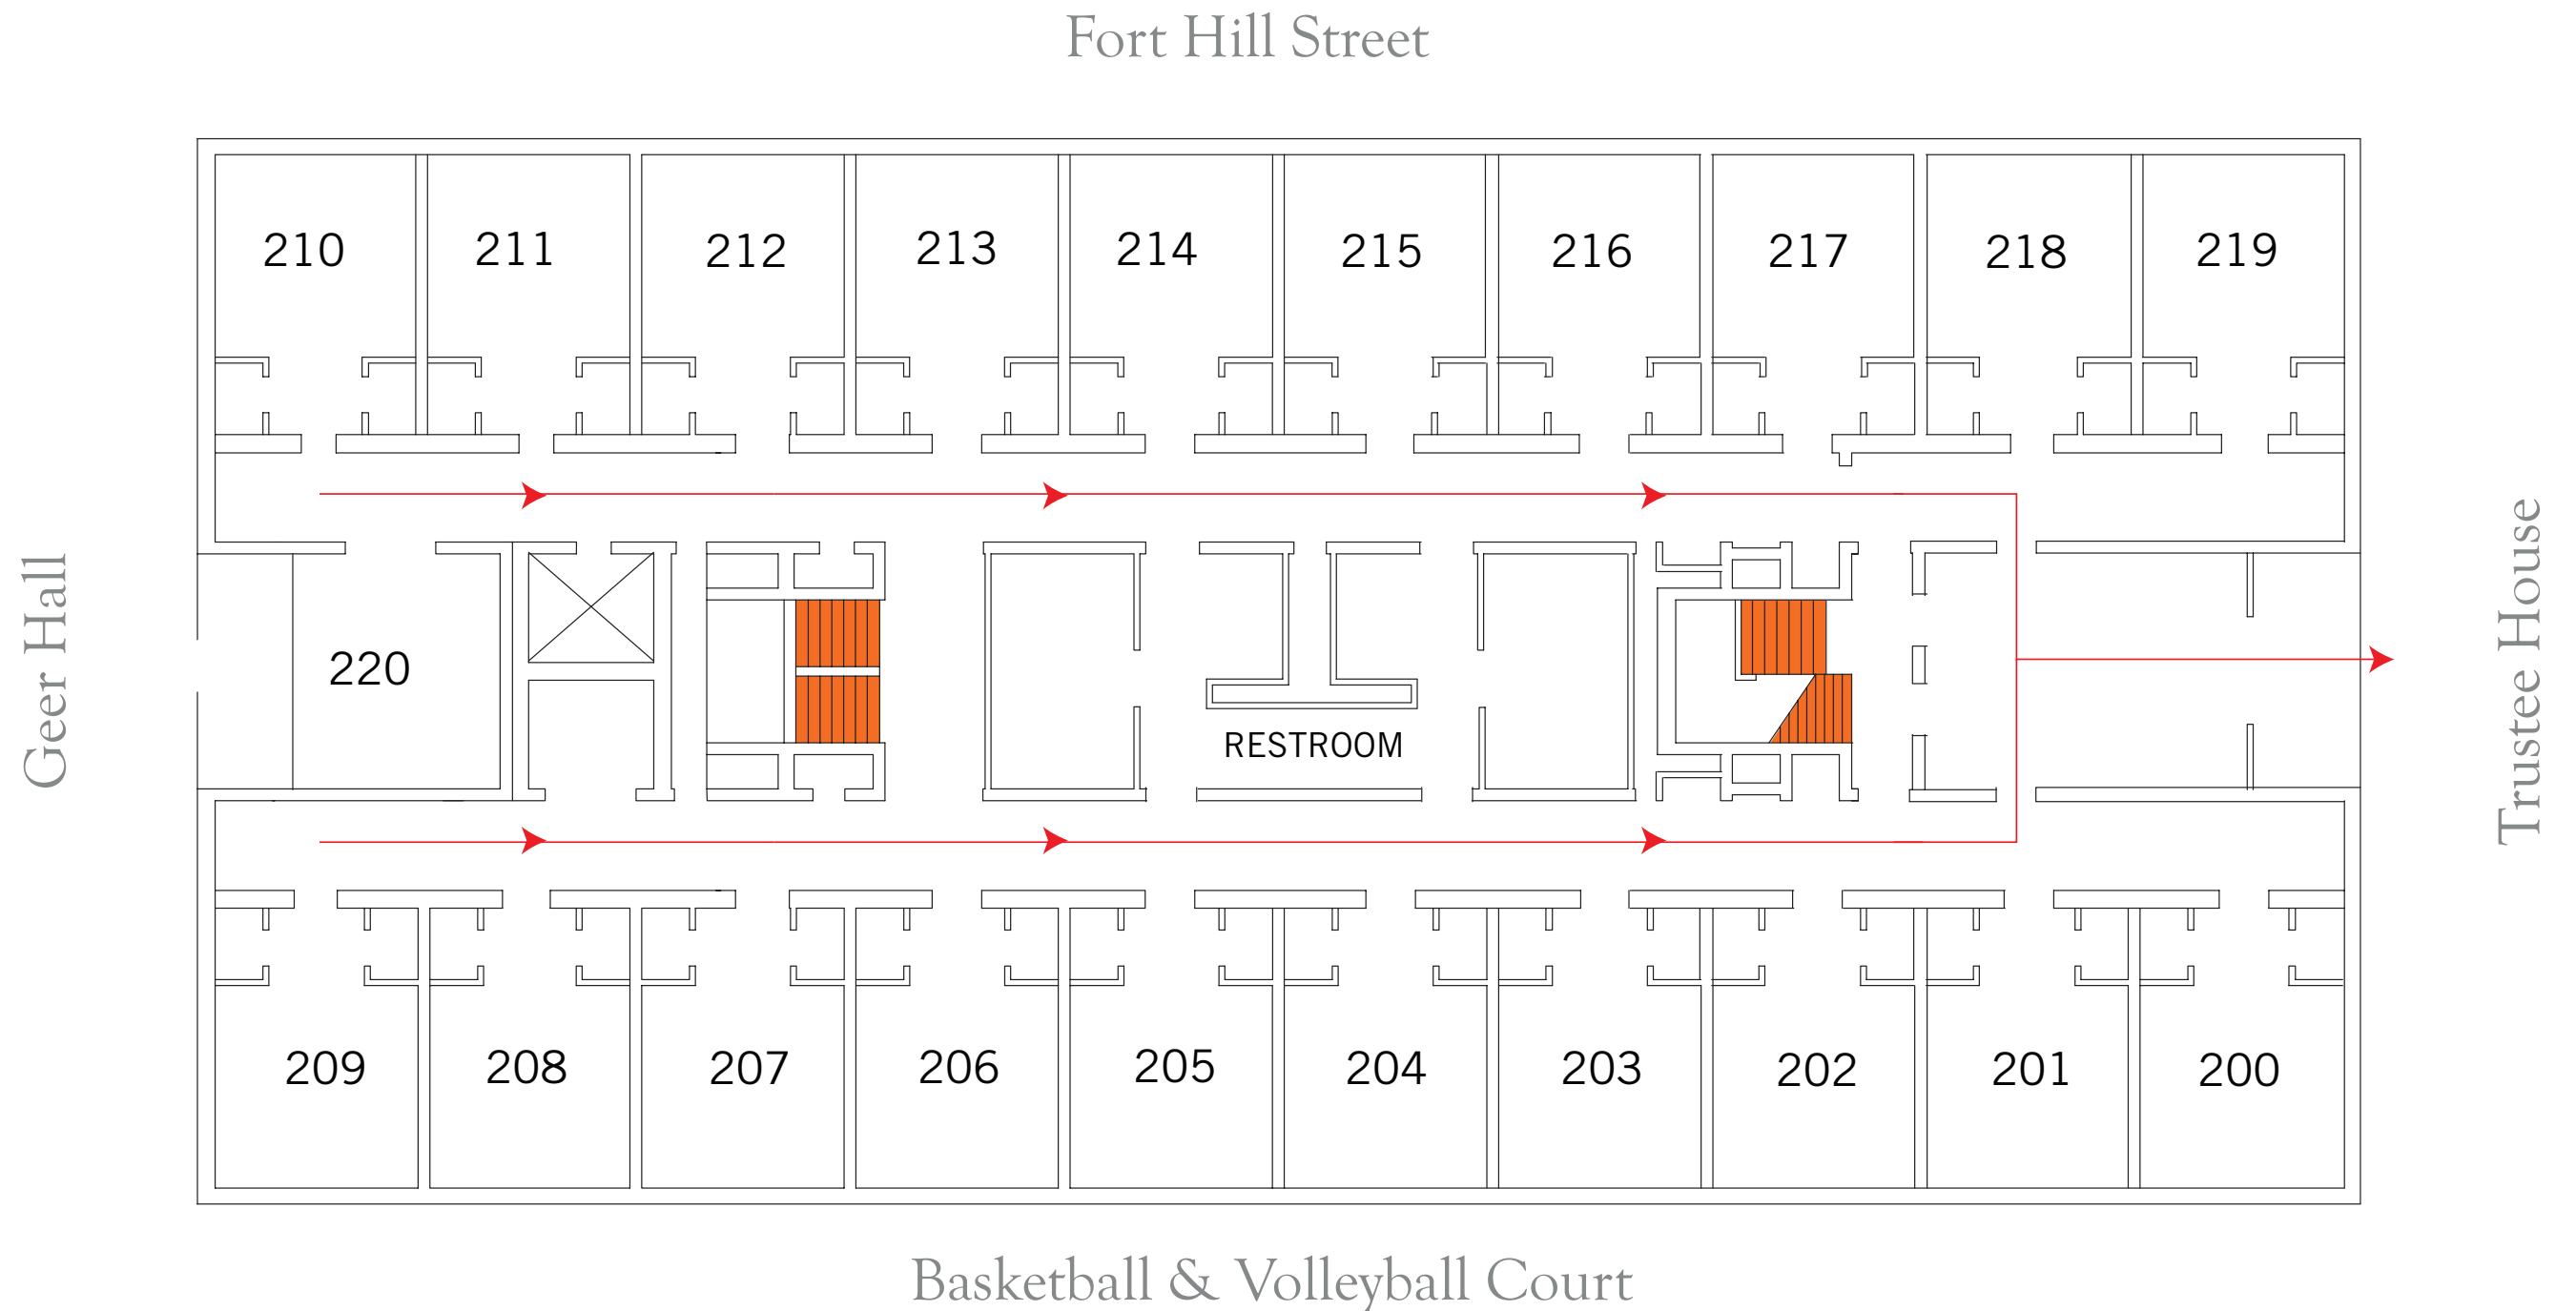 Fort Hill Street
210 211 212 213 214 215 216 217 218 219
Geer Hall
220
RESTROOM
Trustee House
209 208 207 206 205 204 203 202 201 200
Basketball & Volleyball Court